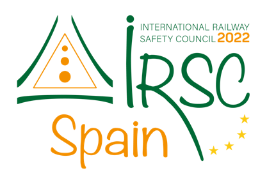 INTERNATIONAL RAILWAY
SAFETY COUNCIL 2022
IRSC
Spain